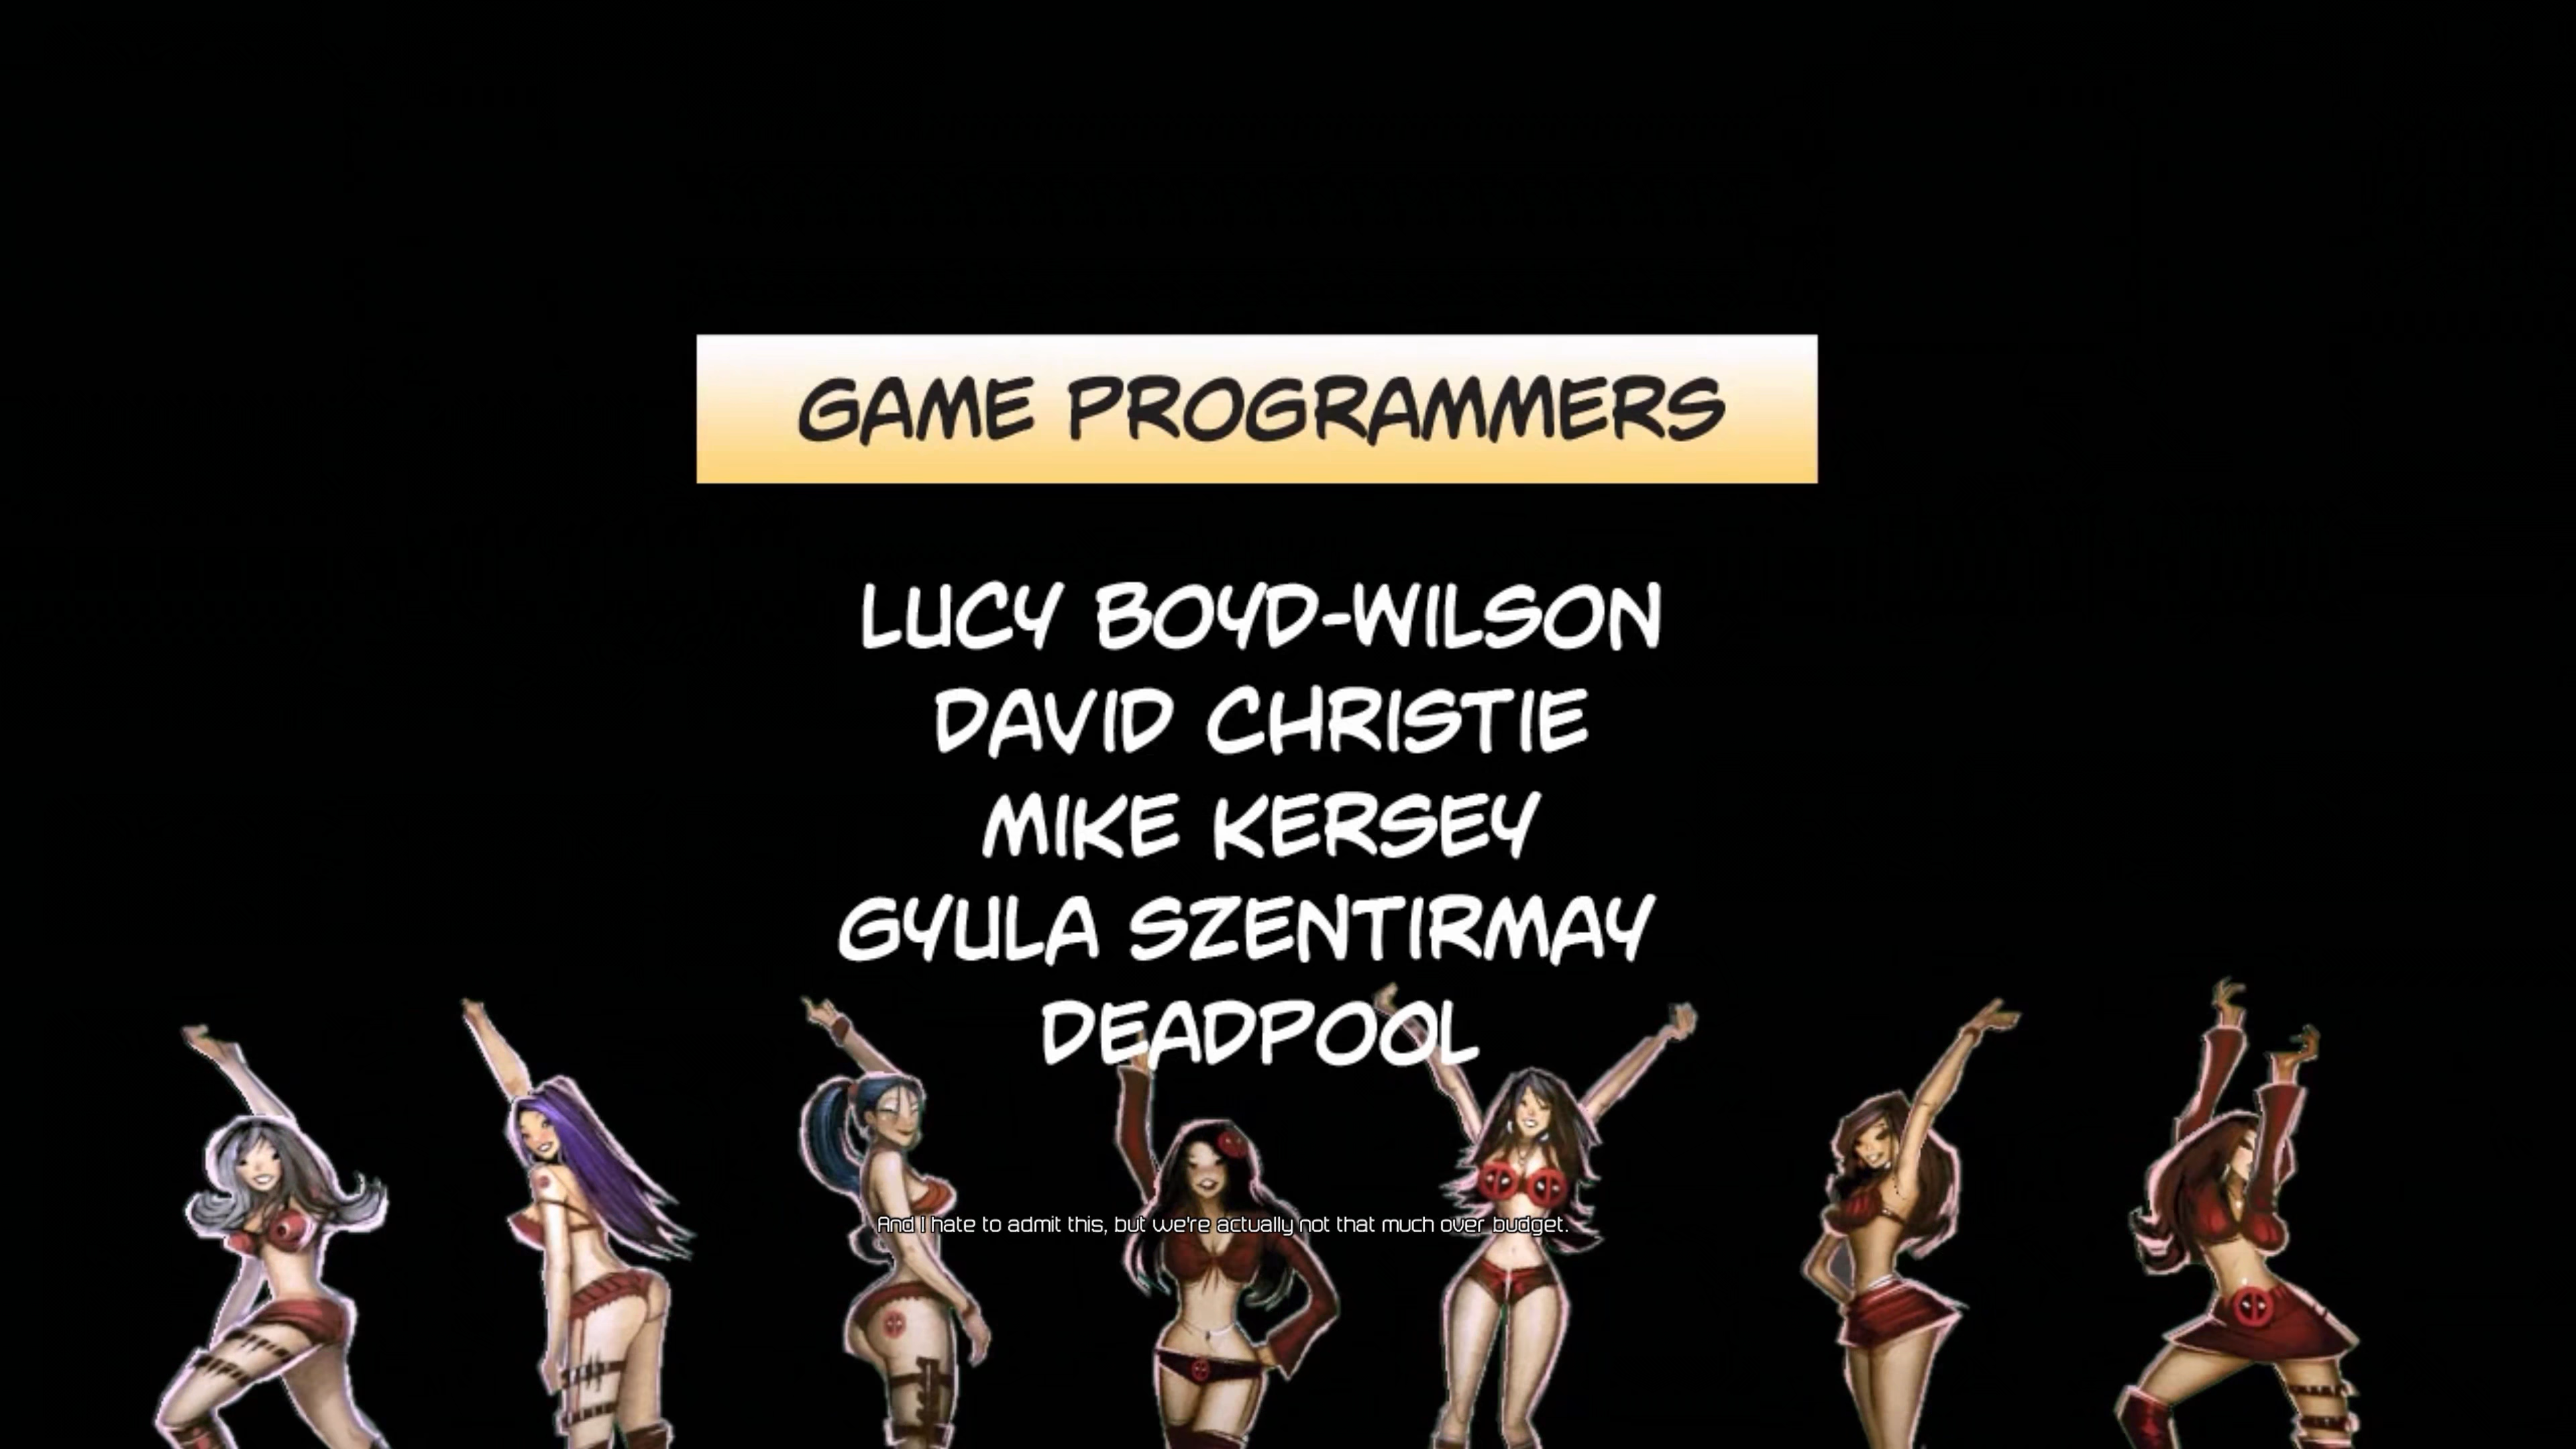 GAME PROGRAMMERS
LUCY BOYD-WILSON
DAVID CHRISTIE
MIKE KERSEY
GYULA SZENTIRMAY
DEADPOOL
And I hate to admit this, but we're actually not that much over budget.